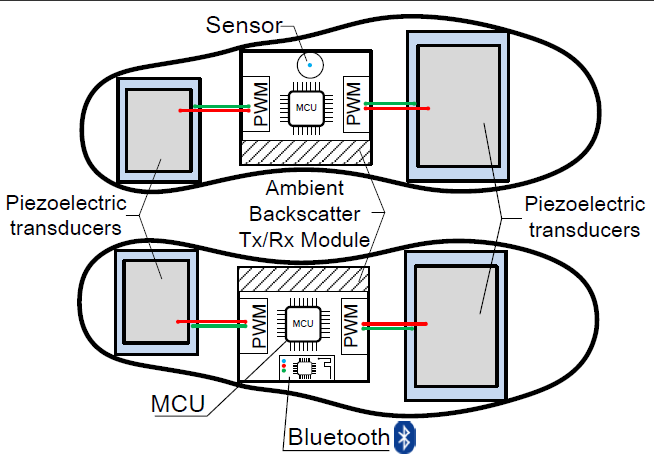 Sensor
PWM
MCU
PWM
Piezoelectric
transducers
Ambient
Backscatter
Tx/Rx Module
Piezoelectric
transducers
PWM
MCU
PWM
MCU
Bluetooth